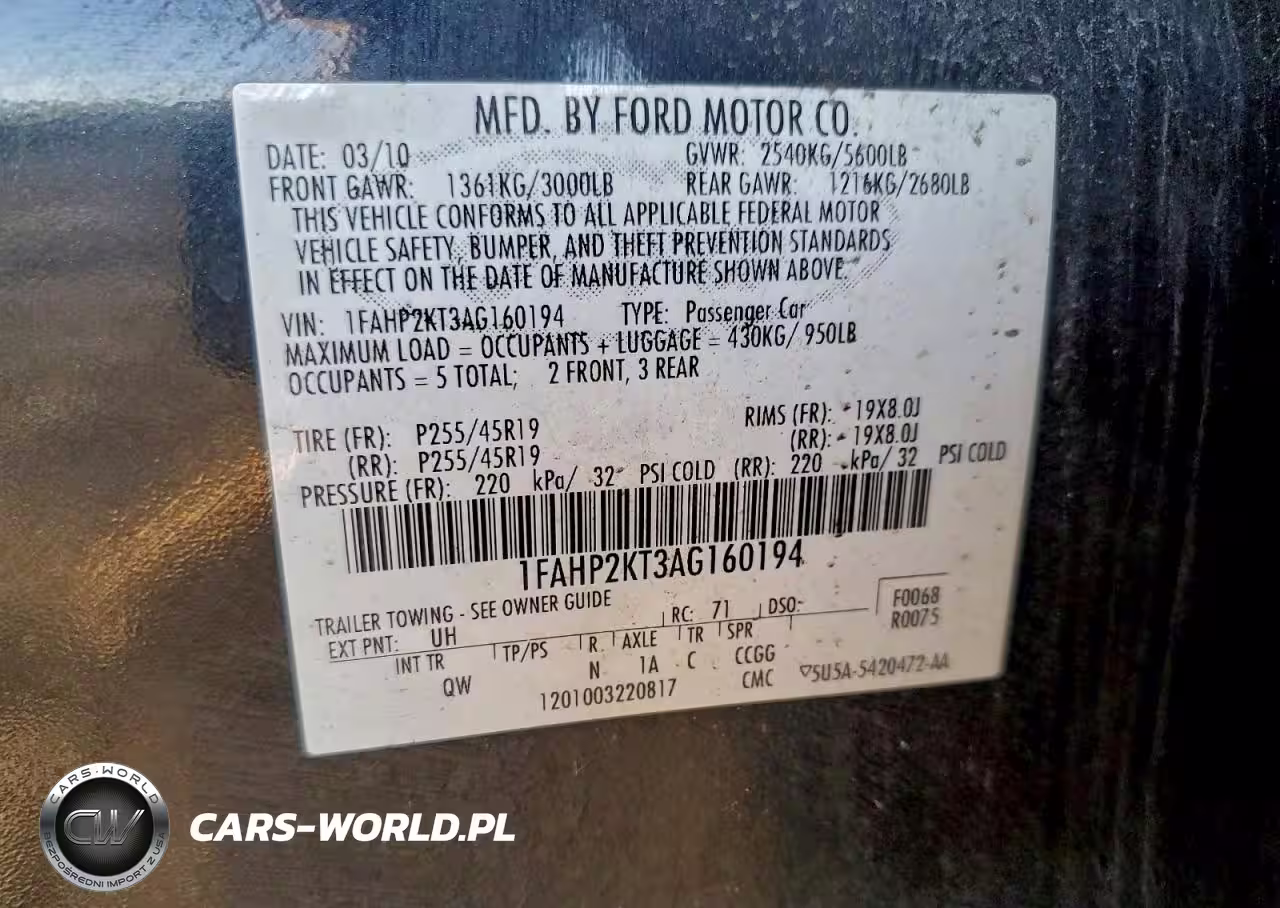 MFD. BY FORD MOTOR CO.
DATE: 03/10 GVWR: 2540KG/5600LB
FRONT GAWR: 1361KG/3000LB REAR GAWR: 1216KG/2680LB
THIS VEHICLE CONFORMS TO ALL APPLICABLE FEDERAL MOTOR
VEHICLE SAFETY, BUMPER, AND THEFT PREVENTION STANDARDS
IN EFFECT ON THE DATE OF MANUFACTURE SHOWN ABOVE.
VIN: 1FAHP2KT3AG160194 TYPE: Passenger Car
MAXIMUM LOAD = OCCUPANTS + LUGGAGE = 430KG/ 950LB
OCCUPANTS = 5 TOTAL; 2 FRONT, 3 REAR
TIRE (FR): P255/45R19 RIMS (FR): 19X8.0J
(RR): P255/45R19 (RR): 19X8.0J
PRESSURE (FR): 220 kPa/ 32 PSI COLD (RR): 220 kPa/ 32 PSI COLD
1FAHP2KT3AG160194
TRAILER TOWING - SEE OWNER GUIDE
EXT PNT: UH RC: 71 DSO: F0068
R0075
INT TR TP/PS R AXLE TR SPR
QW N 1A C CCGG
1201003220817 CMC ▽5U5A-5420472-AA
CARS-WORLD
CW
BEZPOŚREDNI IMPORT Z USA
CARS-WORLD.PL